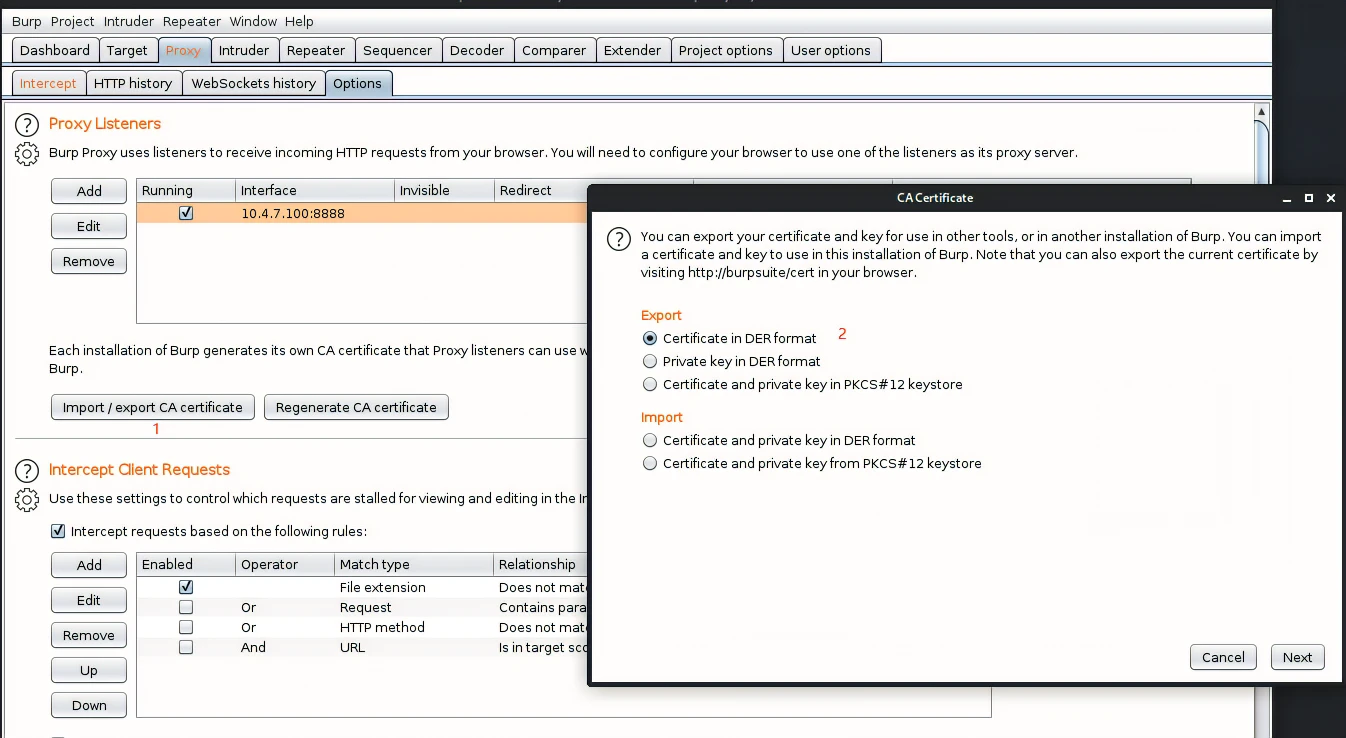 Burp Project Intruder Repeater Window Help
Dashboard Target Proxy Intruder Repeater Sequencer Decoder Comparer Extender Project options User options
Intercept HTTP history WebSockets history Options
? Proxy Listeners
Burp Proxy uses listeners to receive incoming HTTP requests from your browser. You will need to configure your browser to use one of the listeners as its proxy server.
Add Running Interface Invisible Redirect
10.4.7.100:8888
Edit
Remove
Each installation of Burp generates its own CA certificate that Proxy listeners can use
Burp.
Import / export CA certificate Regenerate CA certificate
1
? Intercept Client Requests
Use these settings to control which requests are stalled for viewing and editing in the
Intercept requests based on the following rules:
Add Enabled Operator Match type Relationship
File extension Does not
Edit Or Request Contains
Or HTTP method Does not
Remove And URL Is in target
Up
Down
CA Certificate
? You can export your certificate and key for use in other tools, or in another installation of Burp. You can import
a certificate and key to use in this installation of Burp. Note that you can also export the current certificate by
visiting http://burpsuite/cert in your browser.
Export
Certificate in DER format 2
Private key in DER format
Certificate and private key in PKCS#12 keystore
Import
Certificate and private key in DER format
Certificate and private key from PKCS#12 keystore
Cancel Next